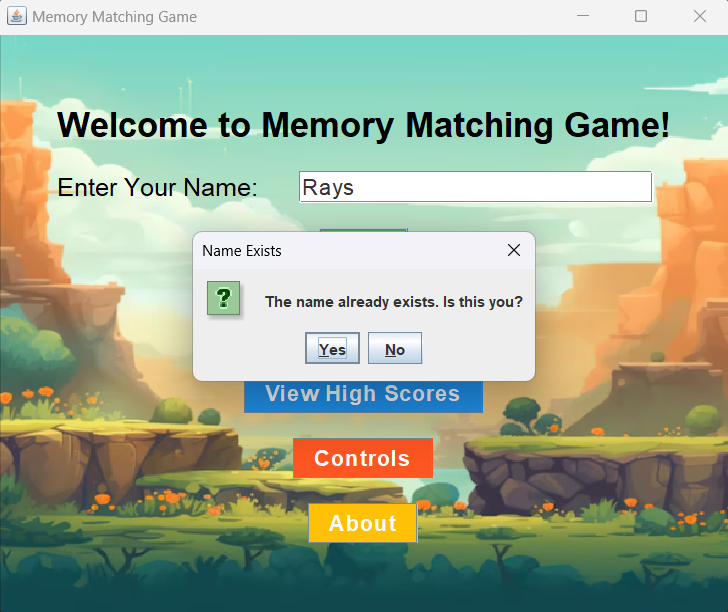 Memory Matching Game
Welcome to Memory Matching Game!
Enter Your Name: Rays
Name Exists
?
The name already exists. Is this you?
Yes No
View High Scores
Controls
About